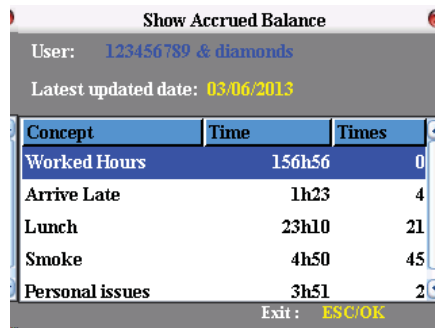 Show Accrued Balance
User: 123456789 & diamonds
Latest updated date: 03/06/2013
Concept Time Times
Worked Hours 156h56 0
Arrive Late 1h23 4
Lunch 23h10 21
Smoke 4h50 45
Personal issues 3h51 2
Exit : ESC/OK